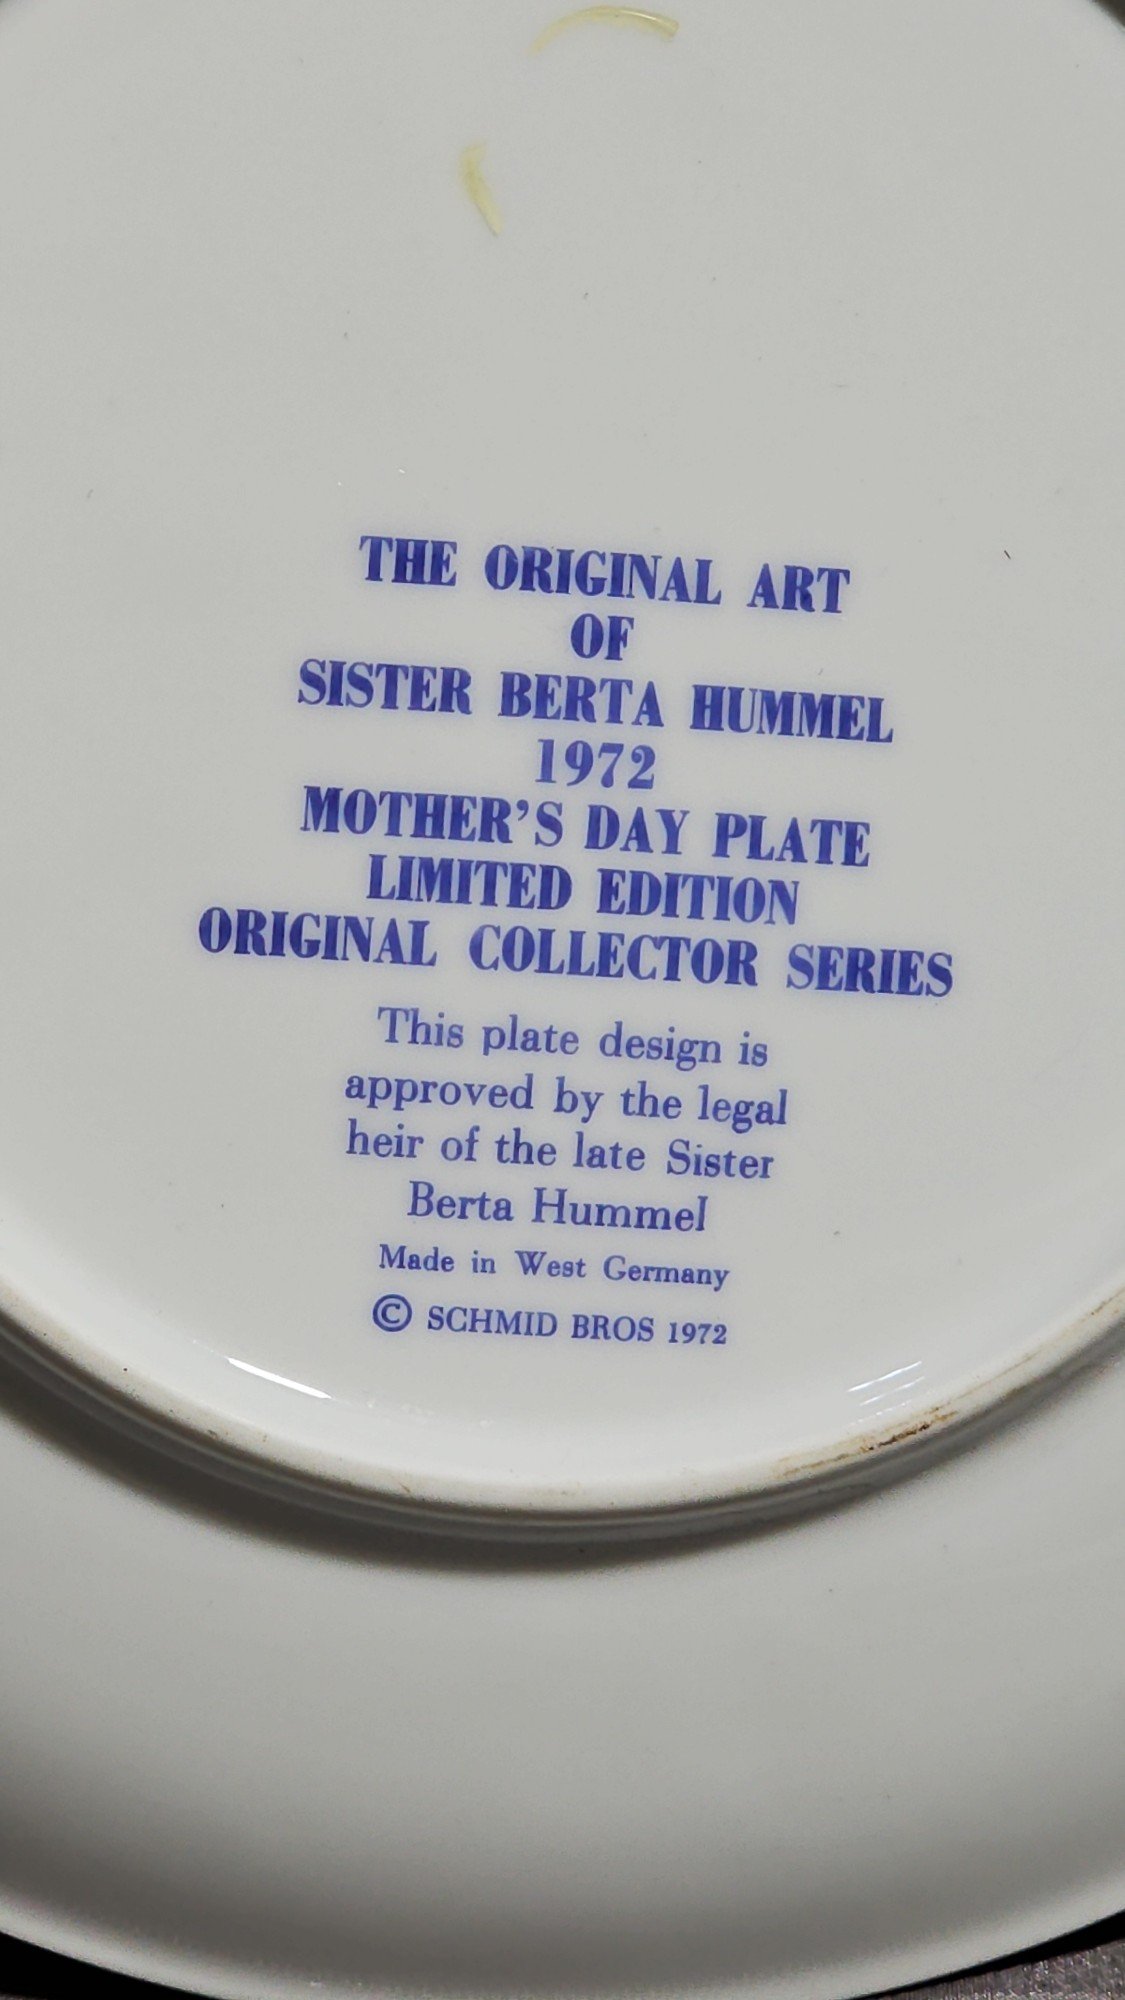 THE ORIGINAL ART
OF
SISTER BERTA HUMMEL
1972
MOTHER'S DAY PLATE
LIMITED EDITION
ORIGINAL COLLECTOR SERIES
This plate design is
approved by the legal
heir of the late Sister
Berta Hummel
Made in West Germany
© SCHMID BROS 1972